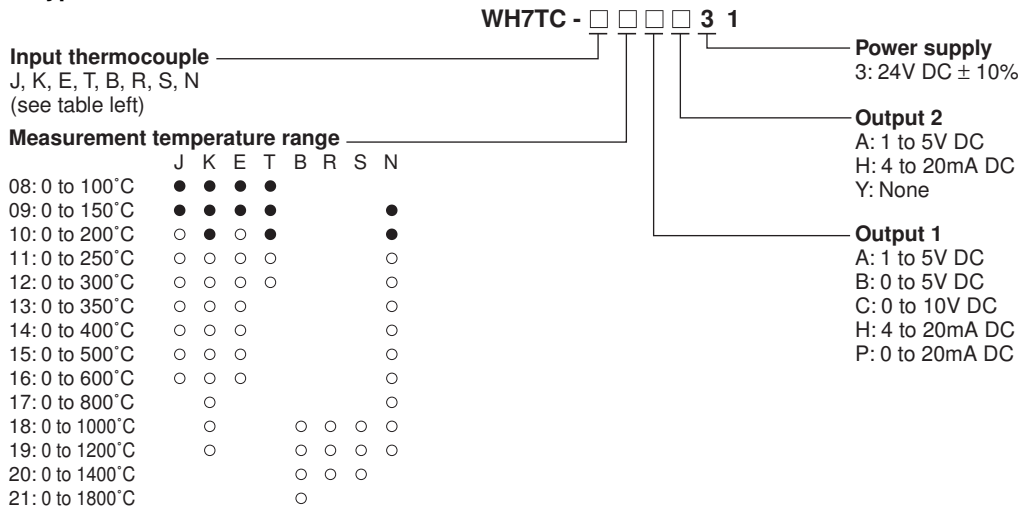 WH7TC - □ □ □ □ 3 1
Input thermocouple
J, K, E, T, B, R, S, N
(see table left)
Measurement temperature range
J K E T B R S N
08: 0 to 100˚C ● ● ● ●
09: 0 to 150˚C ● ● ● ● ●
10: 0 to 200˚C ○ ● ○ ● ●
11: 0 to 250˚C ○ ○ ○ ○ ○
12: 0 to 300˚C ○ ○ ○ ○ ○
13: 0 to 350˚C ○ ○ ○ ○
14: 0 to 400˚C ○ ○ ○ ○
15: 0 to 500˚C ○ ○ ○ ○
16: 0 to 600˚C ○ ○ ○ ○
17: 0 to 800˚C ○ ○
18: 0 to 1000˚C ○ ○ ○ ○ ○
19: 0 to 1200˚C ○ ○ ○ ○ ○
20: 0 to 1400˚C ○ ○ ○
21: 0 to 1800˚C ○
Power supply
3: 24V DC ± 10%
Output 2
A: 1 to 5V DC
H: 4 to 20mA DC
Y: None
Output 1
A: 1 to 5V DC
B: 0 to 5V DC
C: 0 to 10V DC
H: 4 to 20mA DC
P: 0 to 20mA DC